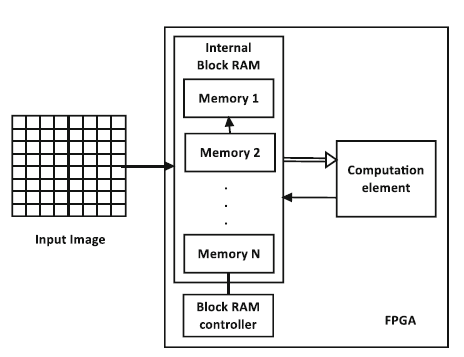 Internal
Block RAM
Memory 1
Memory 2
.
.
.
Memory N
Block RAM
controller
Computation
element
Input Image
FPGA